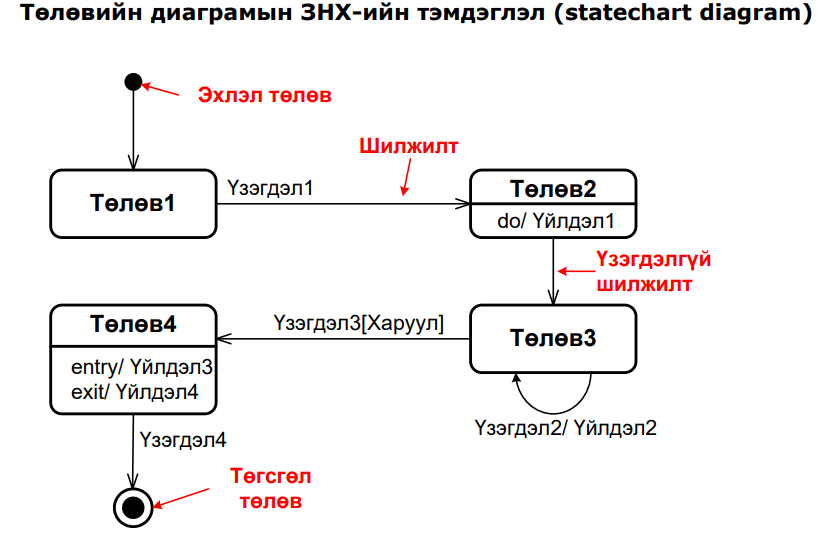 Төлөвийн диаграмын ЗНХ-ийн тэмдэглэл (statechart diagram)
Эхлэл төлөв
Шилжилт
Төлөв1
Үзэгдэл1
Төлөв2
do/ Үйлдэл1
Үзэгдэлгүй
шилжилт
Төлөв4
entry/ Үйлдэл3
exit/ Үйлдэл4
Үзэгдэл3[Харуул]
Төлөв3
Үзэгдэл2/ Үйлдэл2
Үзэгдэл4
Төгсгөл
төлөв